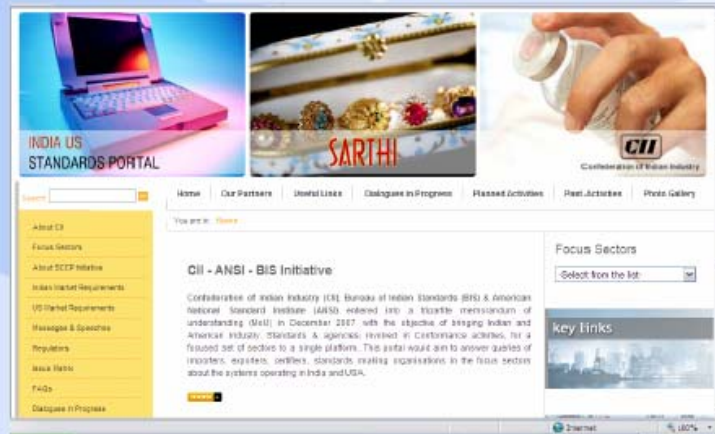 INDIA US
STANDARDS PORTAL
SARTHI
CII
Confederation of Indian Industry
Search
Home
Our Partners
Useful Links
Dialogues in Progress
Planned Activities
Past Activities
Photo Gallery
You are in Home
About CII
Focus Sectors
About SCCP Initiative
Indian Market Requirements
US Market Requirements
Messages & Speeches
Regulators
Issue Matrix
FAQs
Dialogues in Progress
CII - ANSI - BIS Initiative
Confederation of Indian Industry (CII), Bureau of Indian Standards (BIS) & American
National Standard Institute (ANSI) entered into a tripartite memorandum of
understanding (MoU) in December 2007 with the objective of bringing Indian and
American Industry, Standards & agencies involved in Conformance activities, for a
focused set of sectors to a single platform. This portal would aim to answer queries of
importers, exporters, certifiers, standards making organisations in the focus sectors
about the systems operating in India and USA.
Focus Sectors
-Select from the list-
key links
Internet
100%